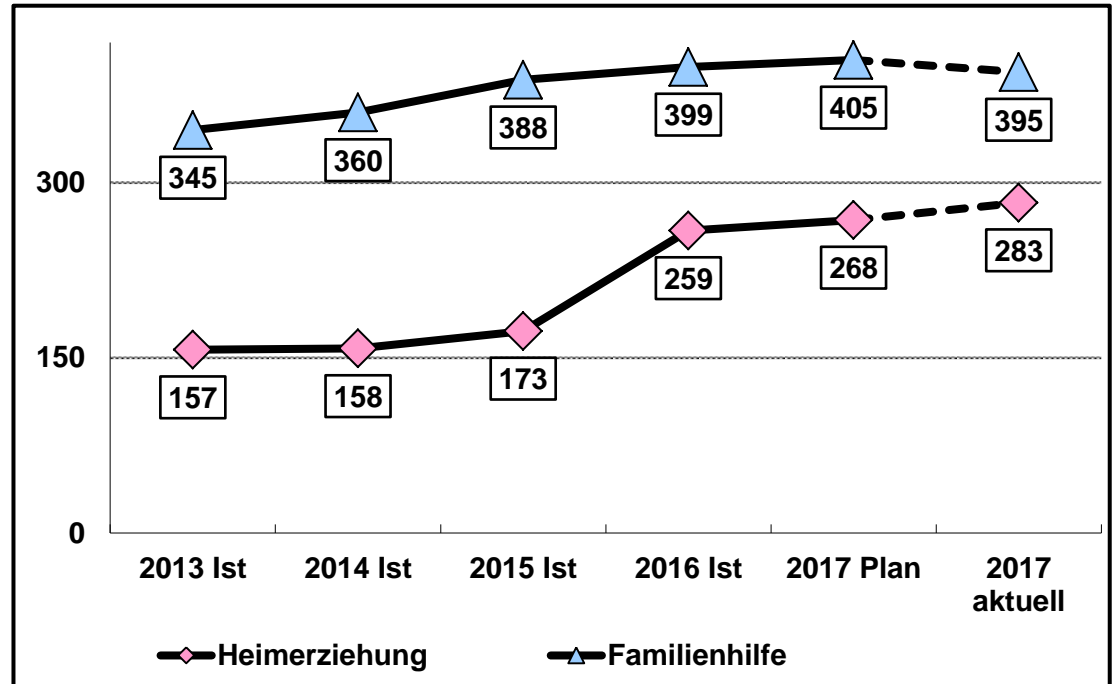 345
360
388
399
405
395
300
157
158
173
259
268
283
150
0
2013 Ist
2014 Ist
2015 Ist
2016 Ist
2017 Plan
2017
aktuell
Heimerziehung
Familienhilfe